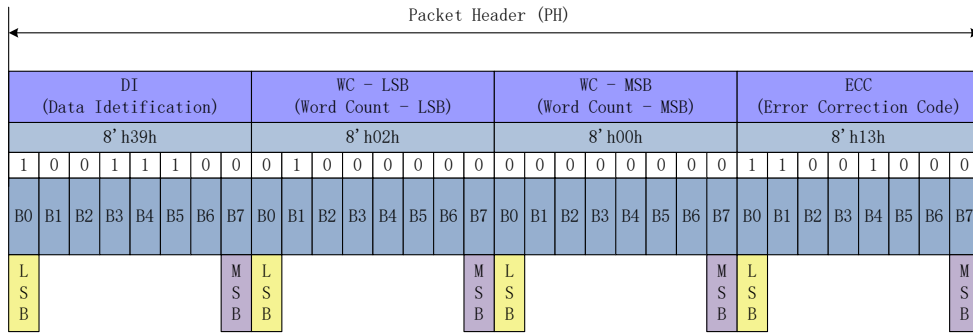 Packet Header (PH)
DI WC - LSB WC - MSB ECC
(Data Idetification) (Word Count - LSB) (Word Count - MSB) (Error Correction Code)
8'h39h 8'h02h 8'h00h 8'h13h
1 0 0 1 1 1 0 0 0 1 0 0 0 0 0 0 0 0 0 0 0 0 0 0 1 1 0 0 1 0 0 0
B0 B1 B2 B3 B4 B5 B6 B7 B0 B1 B2 B3 B4 B5 B6 B7 B0 B1 B2 B3 B4 B5 B6 B7 B0 B1 B2 B3 B4 B5 B6 B7
L M L M L M L M
S S S S S S S S
B B B B B B B B